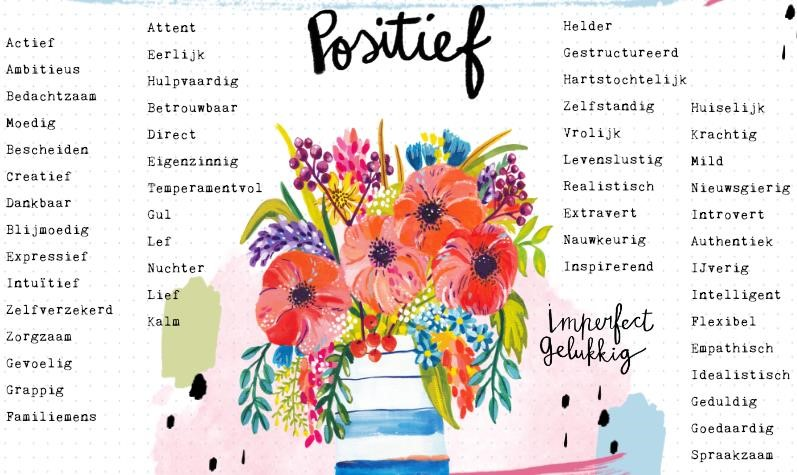 Positief
Actief
Ambitieus
Bedachtzaam
Moedig
Bescheiden
Creatief
Dankbaar
Blijmoedig
Expressief
Intuïtief
Zelfverzekerd
Zorgzaam
Gevoelig
Grappig
Familiemens
Attent
Eerlijk
Hulpvaardig
Betrouwbaar
Direct
Eigenzinnig
Temperamentvol
Gul
Lef
Nuchter
Lief
Kalm
Helder
Gestructureerd
Hartstochtelijk
Zelfstandig
Vrolijk
Levenslustig
Realistisch
Extravert
Nauwkeurig
Inspirerend
imperfect
gelukkig
Huiselijk
Krachtig
Mild
Nieuwsgierig
Introvert
Authentiek
IJverig
Intelligent
Flexibel
Empathisch
Idealistisch
Geduldig
Goedaardig
Spraakzaam